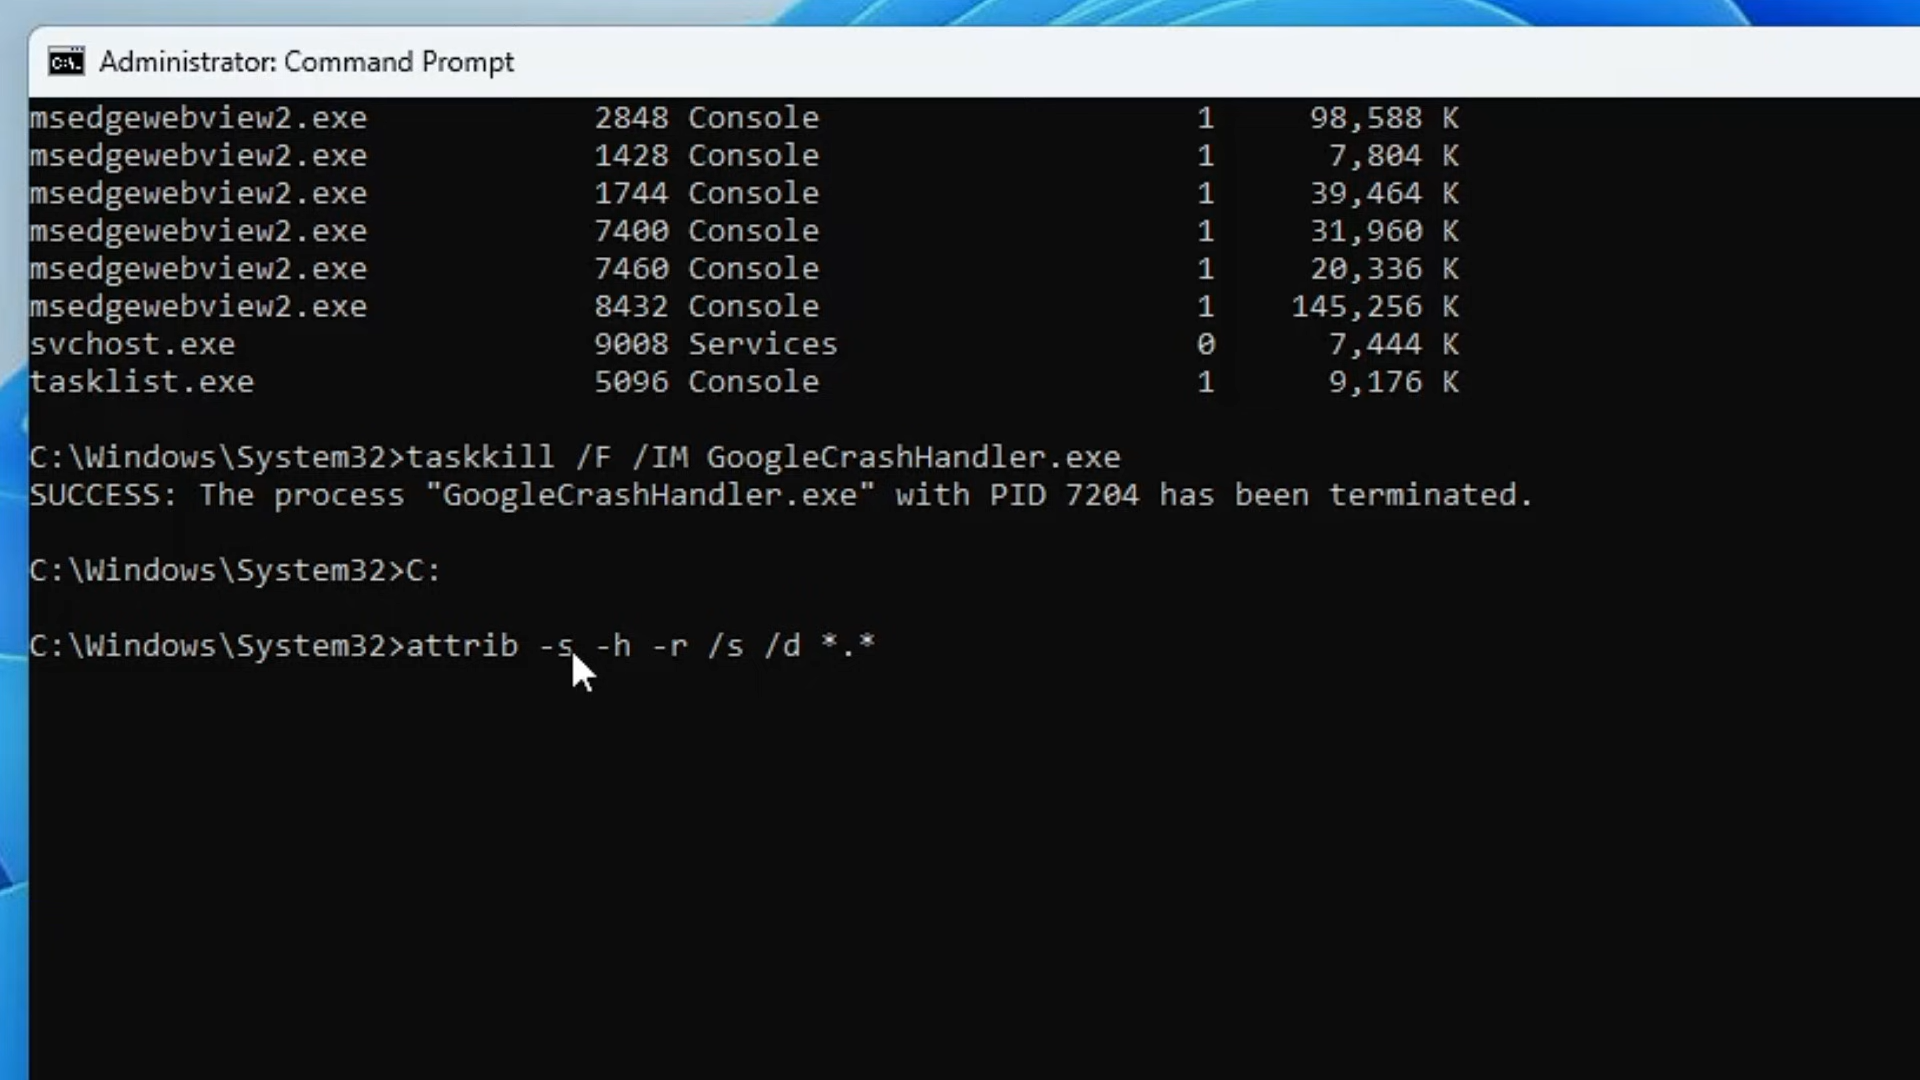 Administrator: Command Prompt
msedgewebview2.exe 2848 Console 1 98,588 K
msedgewebview2.exe 1428 Console 1 7,804 K
msedgewebview2.exe 1744 Console 1 39,464 K
msedgewebview2.exe 7400 Console 1 31,960 K
msedgewebview2.exe 7460 Console 1 20,336 K
msedgewebview2.exe 8432 Console 1 145,256 K
svchost.exe 9008 Services 0 7,444 K
tasklist.exe 5096 Console 1 9,176 K
C:\Windows\System32>taskkill /F /IM GoogleCrashHandler.exe
SUCCESS: The process "GoogleCrashHandler.exe" with PID 7204 has been terminated.
C:\Windows\System32>C:
C:\Windows\System32>attrib -s -h -r /s /d *.*